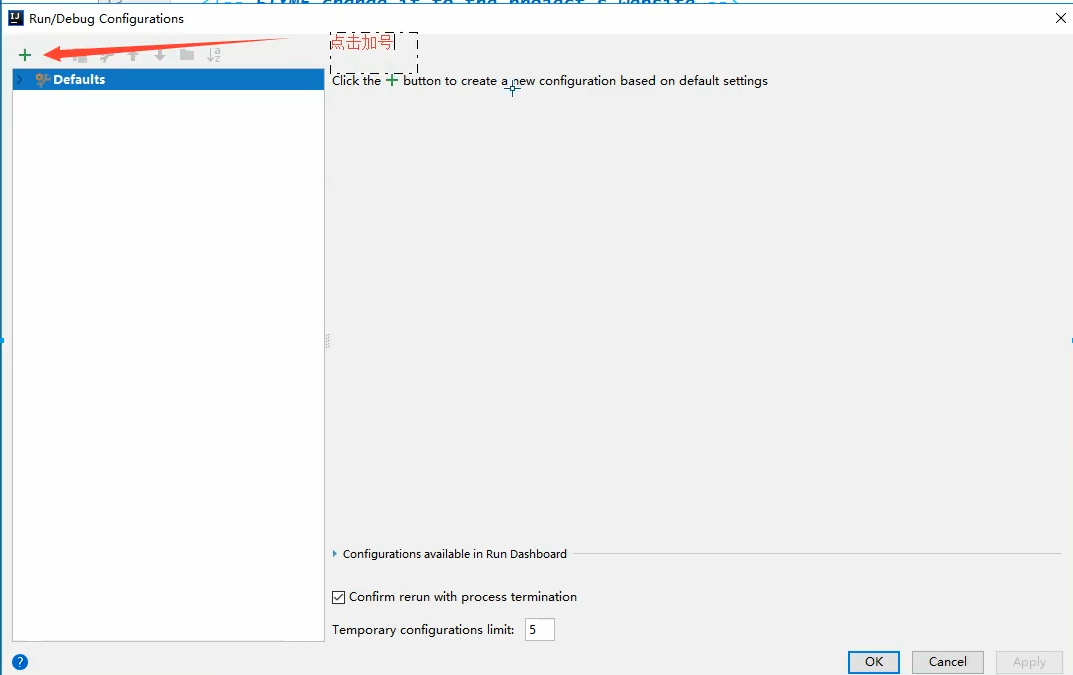 Run/Debug Configurations
点击加号
Defaults
Click the + button to create a new configuration based on default settings
Configurations available in Run Dashboard
Confirm rerun with process termination
Temporary configurations limit: 5
? OK Cancel Apply